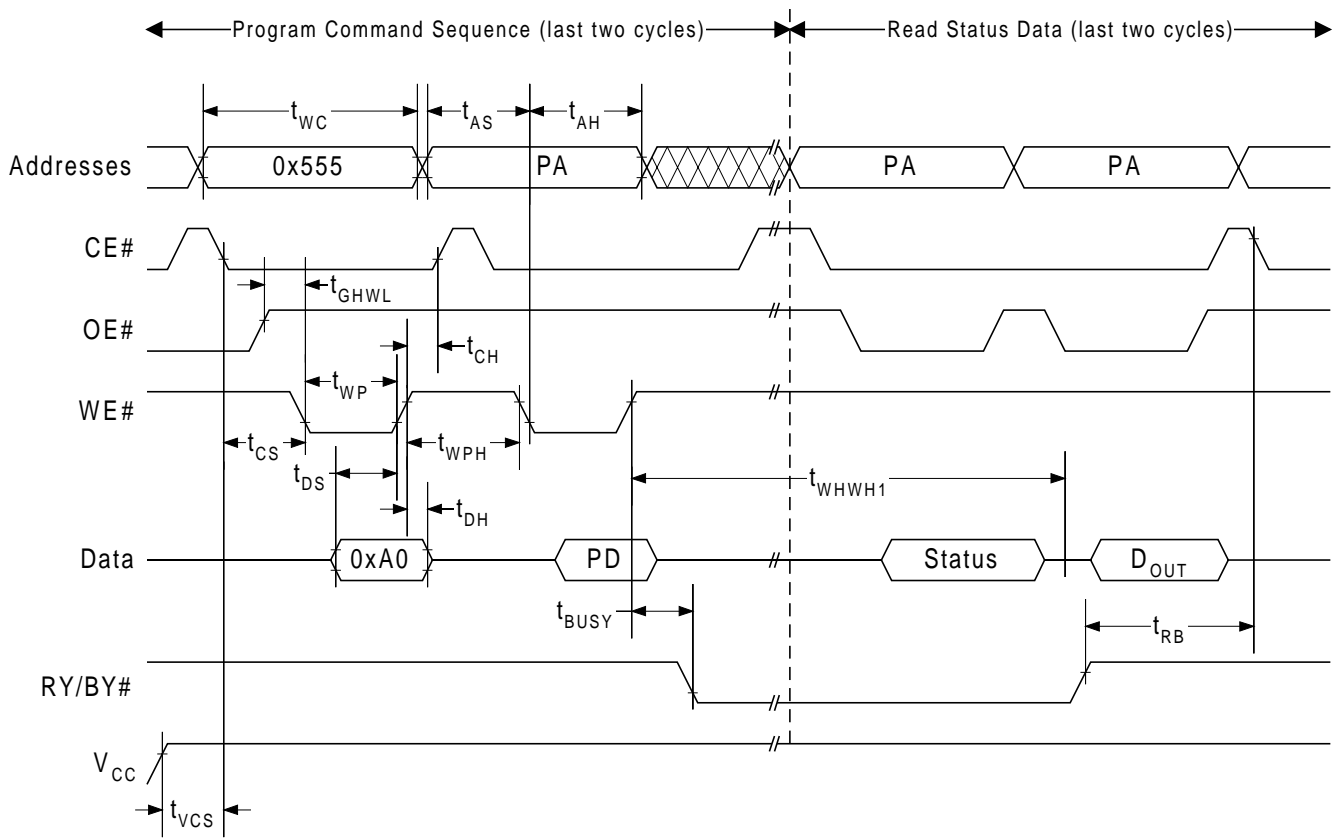 Program Command Sequence (last two cycles) Read Status Data (last two cycles)
tWC tAS tAH
Addresses 0x555 PA PA PA
CE#
tGHWL
OE#
tCH
tWP
WE#
tCS tWPH
tDS tWHWH1
tDH
Data 0xA0 PD Status DOUT
tBUSY tRB
RY/BY#
VCC
tVCS